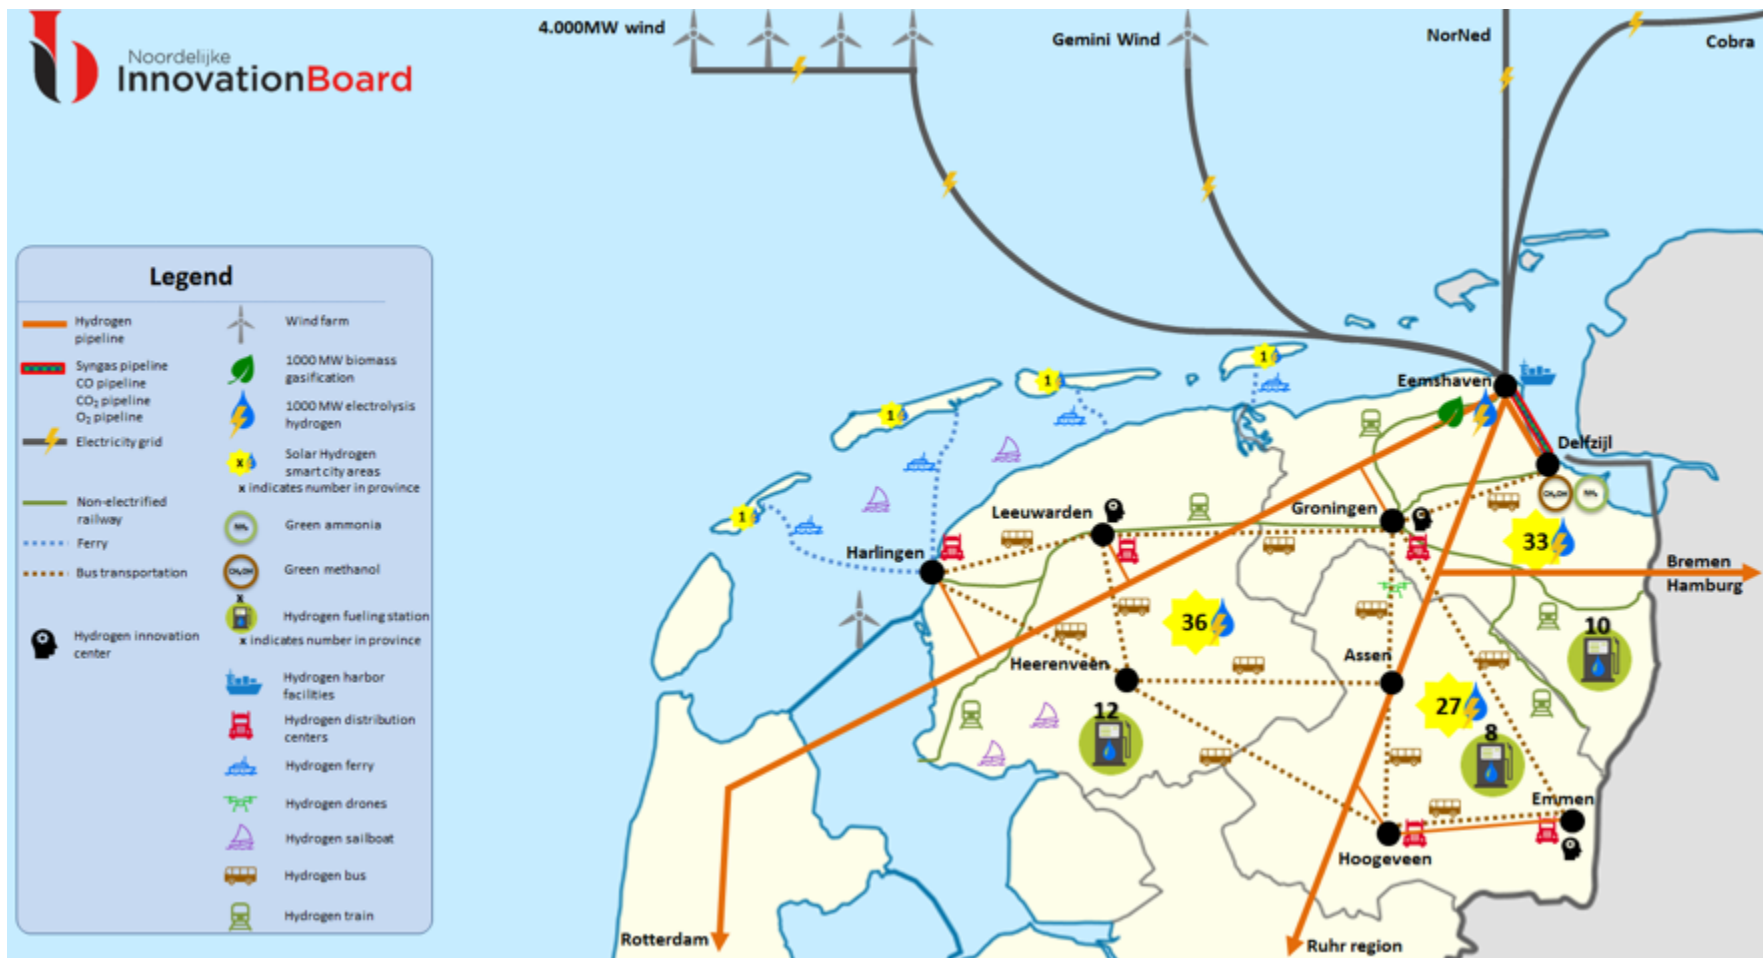 Noordelijke
InnovationBoard
4.000MW wind
Gemini Wind
NorNed
Cobra
Legend
Hydrogen
pipeline
Syngas pipeline
CO pipeline
CO₂ pipeline
O₂ pipeline
Electricity grid
Non-electrified
railway
Ferry
Bus transportation
Hydrogen innovation
center
Wind farm
1000 MW biomass
gasification
1000 MW electrolysis
hydrogen
x
Solar Hydrogen
smart city areas
x indicates number in province
NH₃
Green ammonia
CH₃OH
Green methanol
x
Hydrogen fueling station
x indicates number in province
Hydrogen harbor
facilities
Hydrogen distribution
centers
Hydrogen ferry
Hydrogen drones
Hydrogen sailboat
Hydrogen bus
Hydrogen train
1
1
1
1
Eemshaven
Delfzijl
CH₃OH
NH₃
Leeuwarden
Groningen
Harlingen
33
Bremen
Hamburg
36
10
Heerenveen
Assen
12
27
8
Emmen
Hoogeveen
Rotterdam
Ruhr region